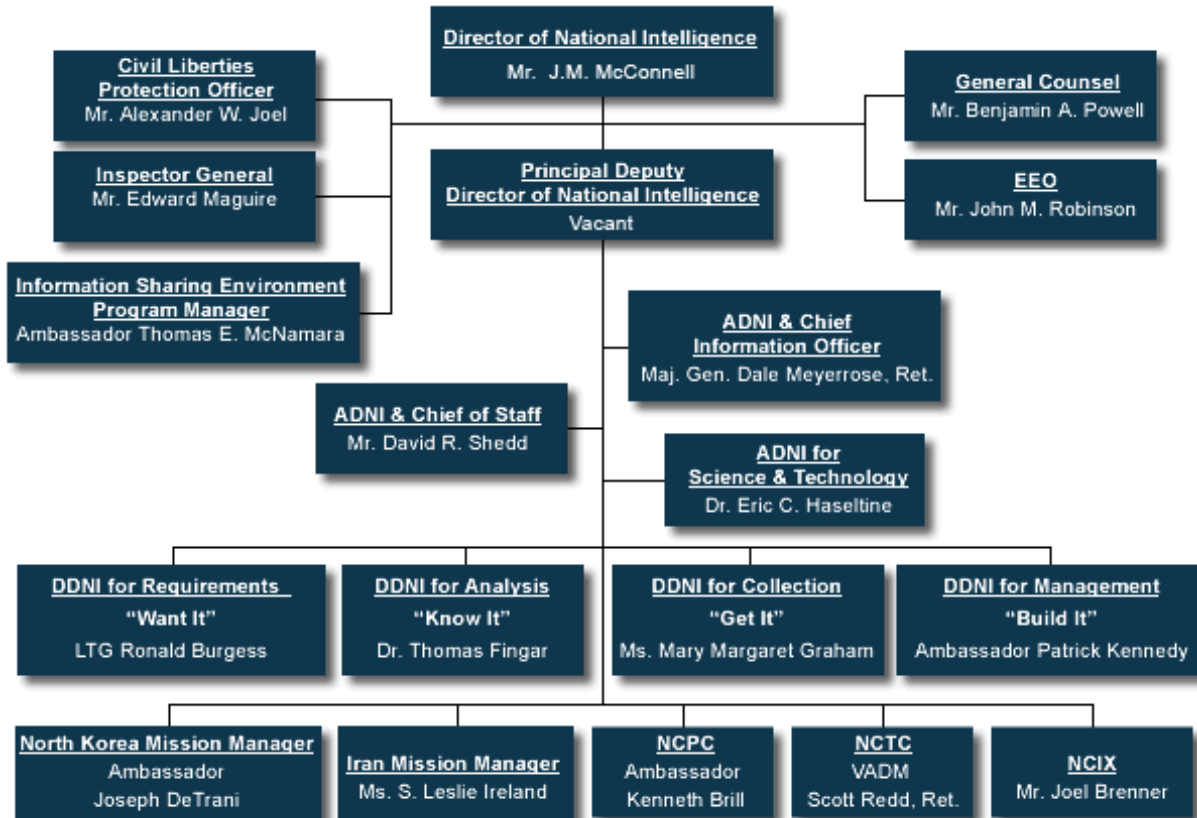 Director of National Intelligence
Mr. J.M. McConnell
Civil Liberties
Protection Officer
Mr. Alexander W. Joel
General Counsel
Mr. Benjamin A. Powell
Inspector General
Mr. Edward Maguire
Principal Deputy
Director of National Intelligence
Vacant
EEO
Mr. John M. Robinson
Information Sharing Environment
Program Manager
Ambassador Thomas E. McNamara
ADNI & Chief
Information Officer
Maj. Gen. Dale Meyerrose, Ret.
ADNI & Chief of Staff
Mr. David R. Shedd
ADNI for
Science & Technology
Dr. Eric C. Haseltine
DDNI for Requirements
“Want It”
LTG Ronald Burgess
DDNI for Analysis
“Know It”
Dr. Thomas Fingar
DDNI for Collection
“Get It”
Ms. Mary Margaret Graham
DDNI for Management
“Build It”
Ambassador Patrick Kennedy
North Korea Mission Manager
Ambassador
Joseph DeTrani
Iran Mission Manager
Ms. S. Leslie Ireland
NCPC
Ambassador
Kenneth Brill
NCTC
VADM
Scott Redd, Ret.
NCIX
Mr. Joel Brenner